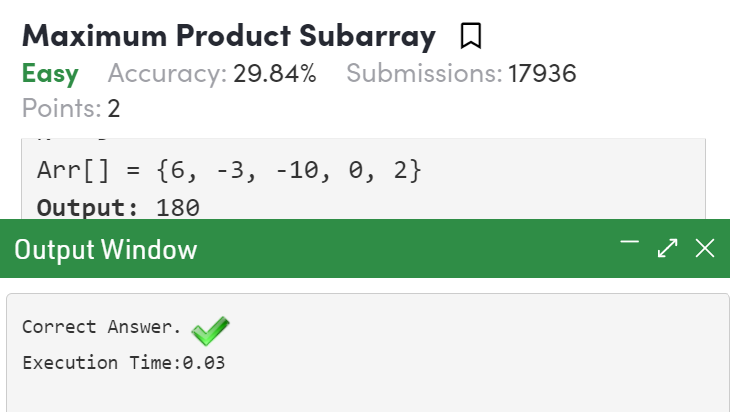 Maximum Product Subarray
Easy Accuracy: 29.84% Submissions: 17936
Points: 2
Arr[] = {6, -3, -10, 0, 2}
Output: 180
Output Window
Correct Answer.
Execution Time:0.03